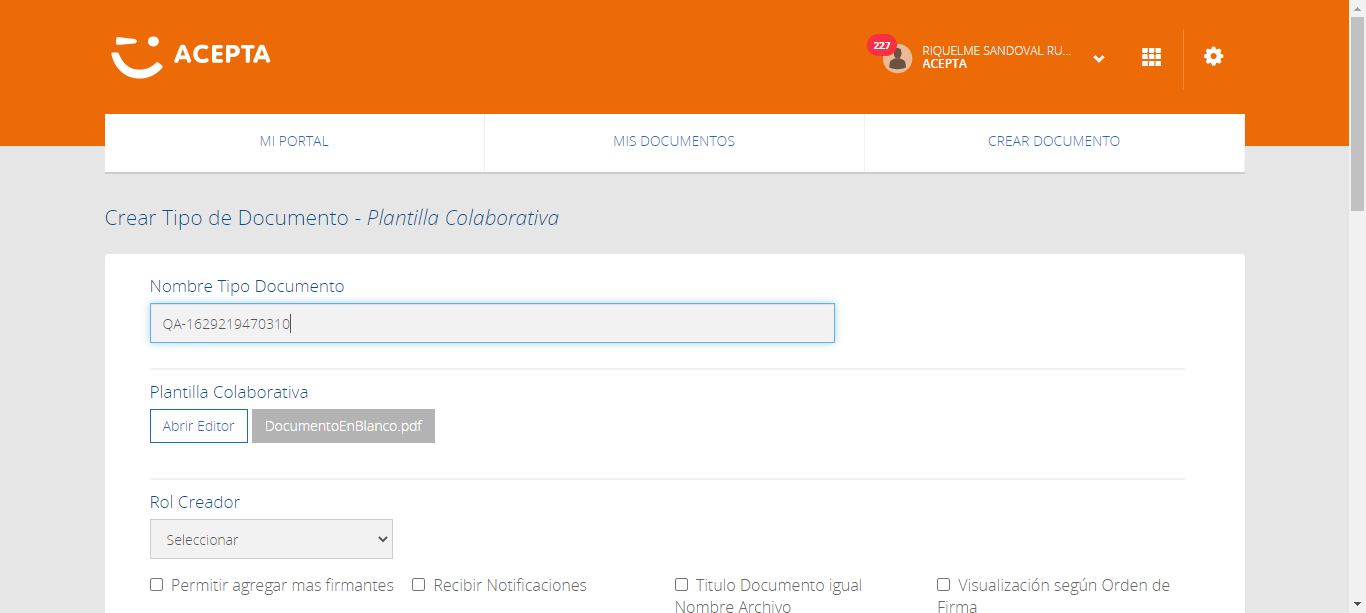 ACEPTA
227
RIQUELME SANDOVAL RU...
ACEPTA
MI PORTAL
MIS DOCUMENTOS
CREAR DOCUMENTO
Crear Tipo de Documento - Plantilla Colaborativa
Nombre Tipo Documento
QA-1629219470310
Plantilla Colaborativa
Abrir Editor
DocumentoEnBlanco.pdf
Rol Creador
Seleccionar
Permitir agregar mas firmantes
Recibir Notificaciones
Titulo Documento igual
Nombre Archivo
Visualización según Orden de
Firma